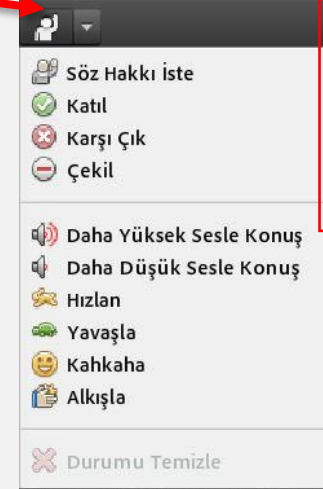 Söz Hakkı İste
Katıl
Karşı Çık
Çekil
Daha Yüksek Sesle Konuş
Daha Düşük Sesle Konuş
Hızlan
Yavaşla
Kahkaha
Alkışla
Durumu Temizle